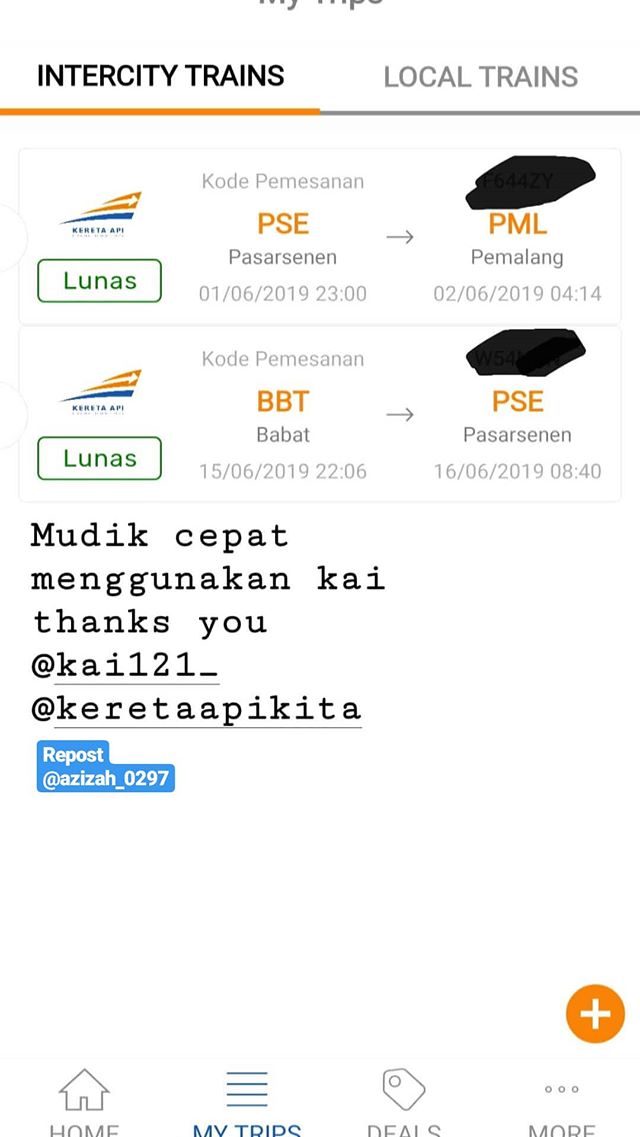 My Trips
INTERCITY TRAINS LOCAL TRAINS
Kode Pemesanan
KERETA API
PSE → PML
Lunas
Pasarsenen Pemalang
01/06/2019 23:00 02/06/2019 04:14
Kode Pemesanan
KERETA API
BBT → PSE
Lunas
Babat Pasarsenen
15/06/2019 22:06 16/06/2019 08:40
Mudik cepat
menggunakan kai
thanks you
@kai121_
@keretaapikita
Repost
@azizah_0297
HOME MY TRIPS DEALS MORE